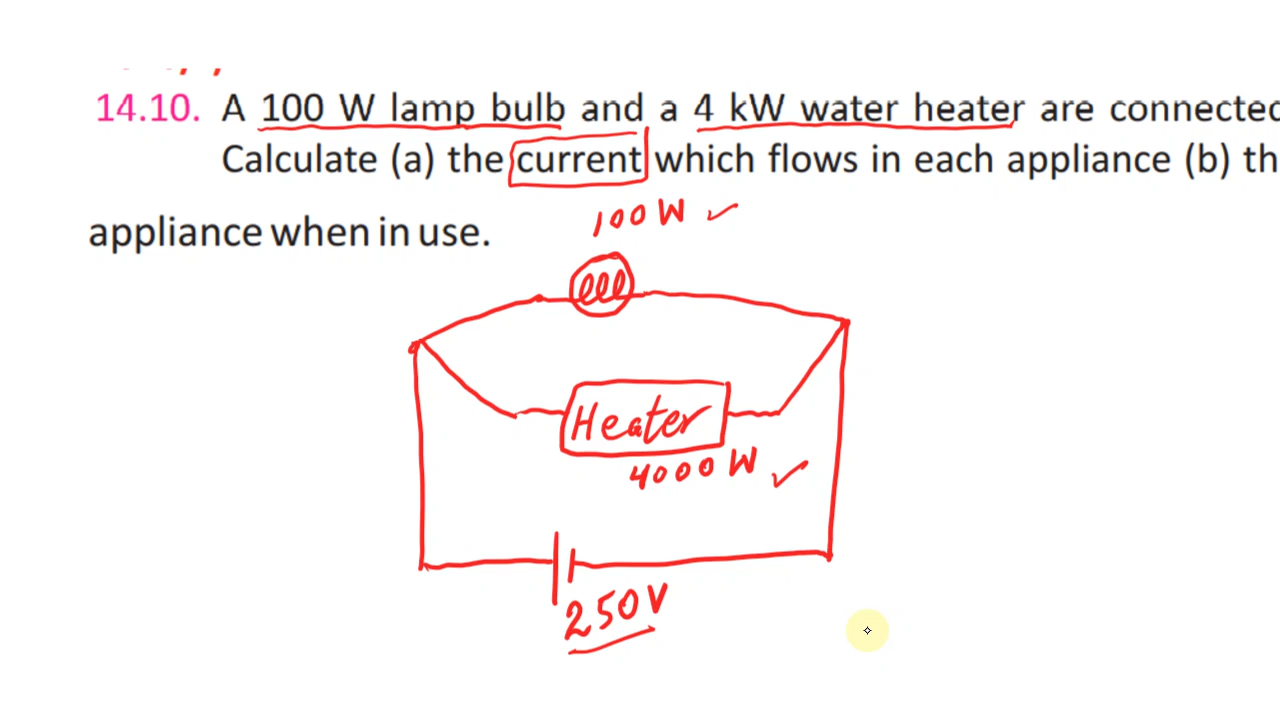 14.10. A 100 W lamp bulb and a 4 kW water heater are connected
Calculate (a) the current which flows in each appliance (b) th
appliance when in use.
100 W
Heater
4000 W
250V